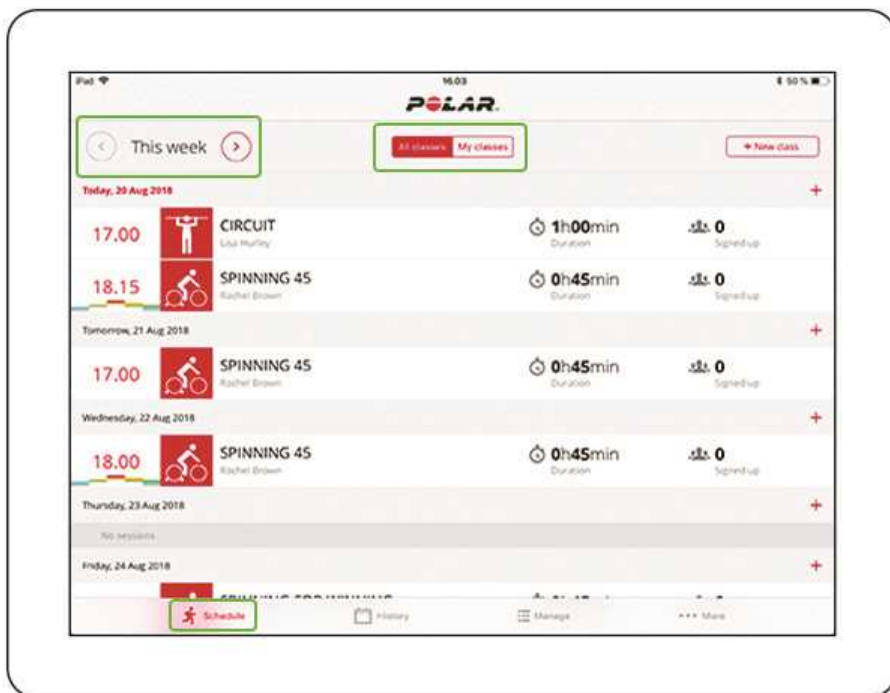 iPad 16.03 50 %
POLAR
This week All classes My classes + New class
Today, 20 Aug 2018 +
17.00 CIRCUIT 1h00min 0
Lisa Hurley Duration Signed up
18.15 SPINNING 45 0h45min 0
Rachel Brown Duration Signed up
Tomorrow, 21 Aug 2018 +
17.00 SPINNING 45 0h45min 0
Rachel Brown Duration Signed up
Wednesday, 22 Aug 2018 +
18.00 SPINNING 45 0h45min 0
Rachel Brown Duration Signed up
Thursday, 23 Aug 2018 +
No sessions
Friday, 24 Aug 2018 +
SPINNING FOR WINNING
Schedule History Manage More